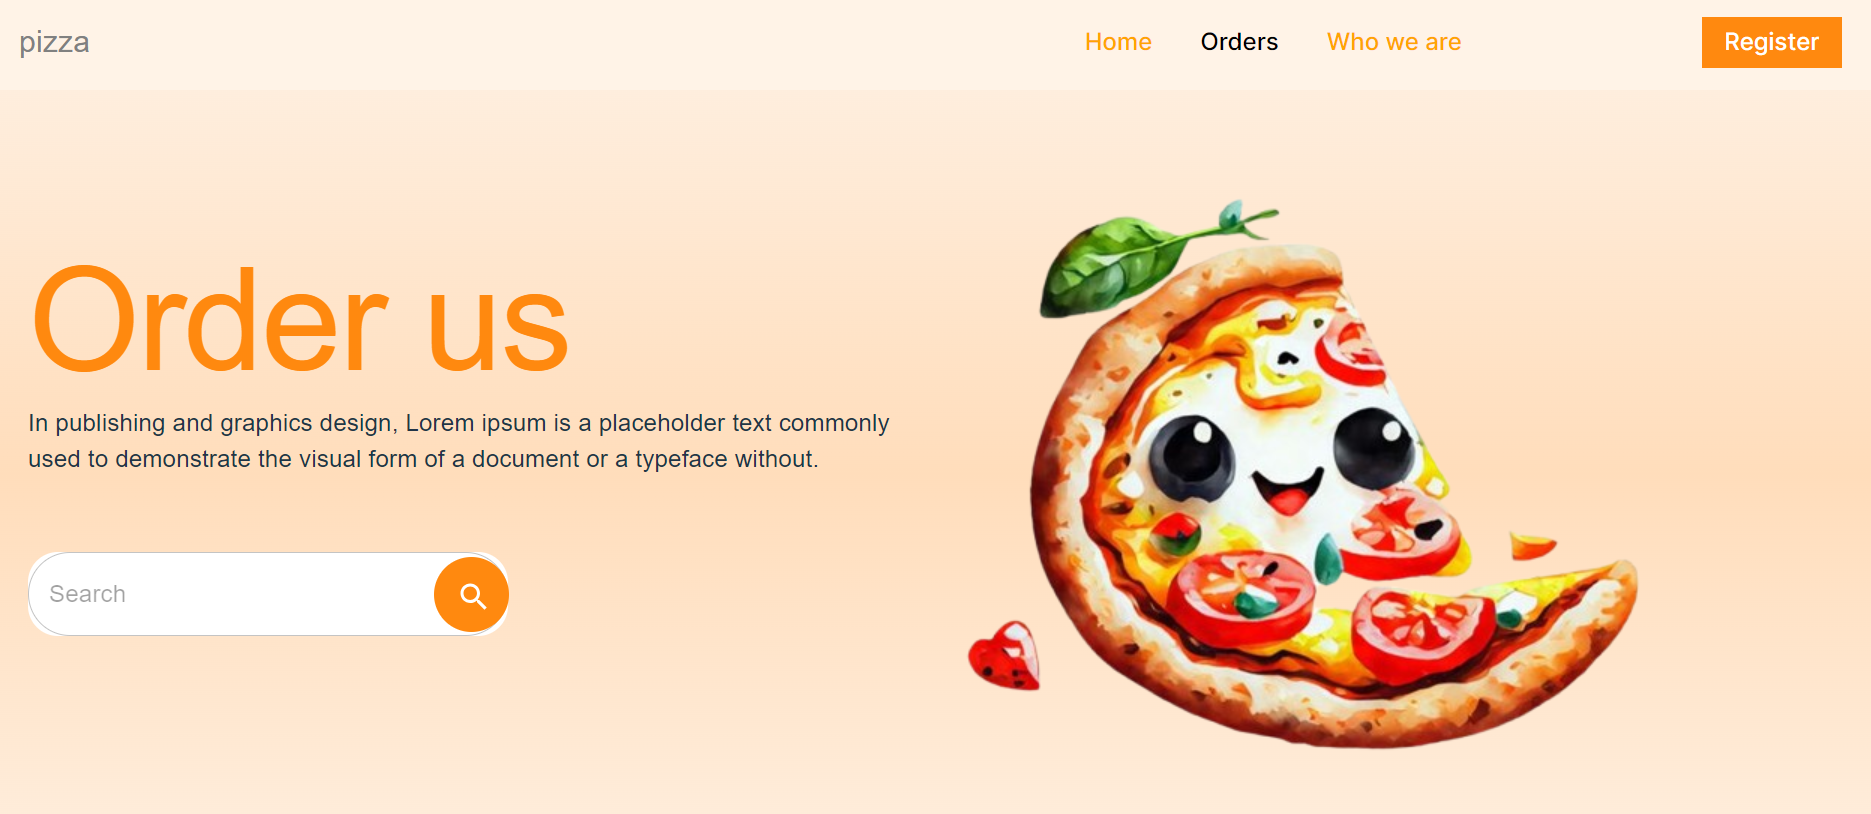 pizza
Home Orders Who we are Register
Order us
In publishing and graphics design, Lorem ipsum is a placeholder text commonly
used to demonstrate the visual form of a document or a typeface without.
Search